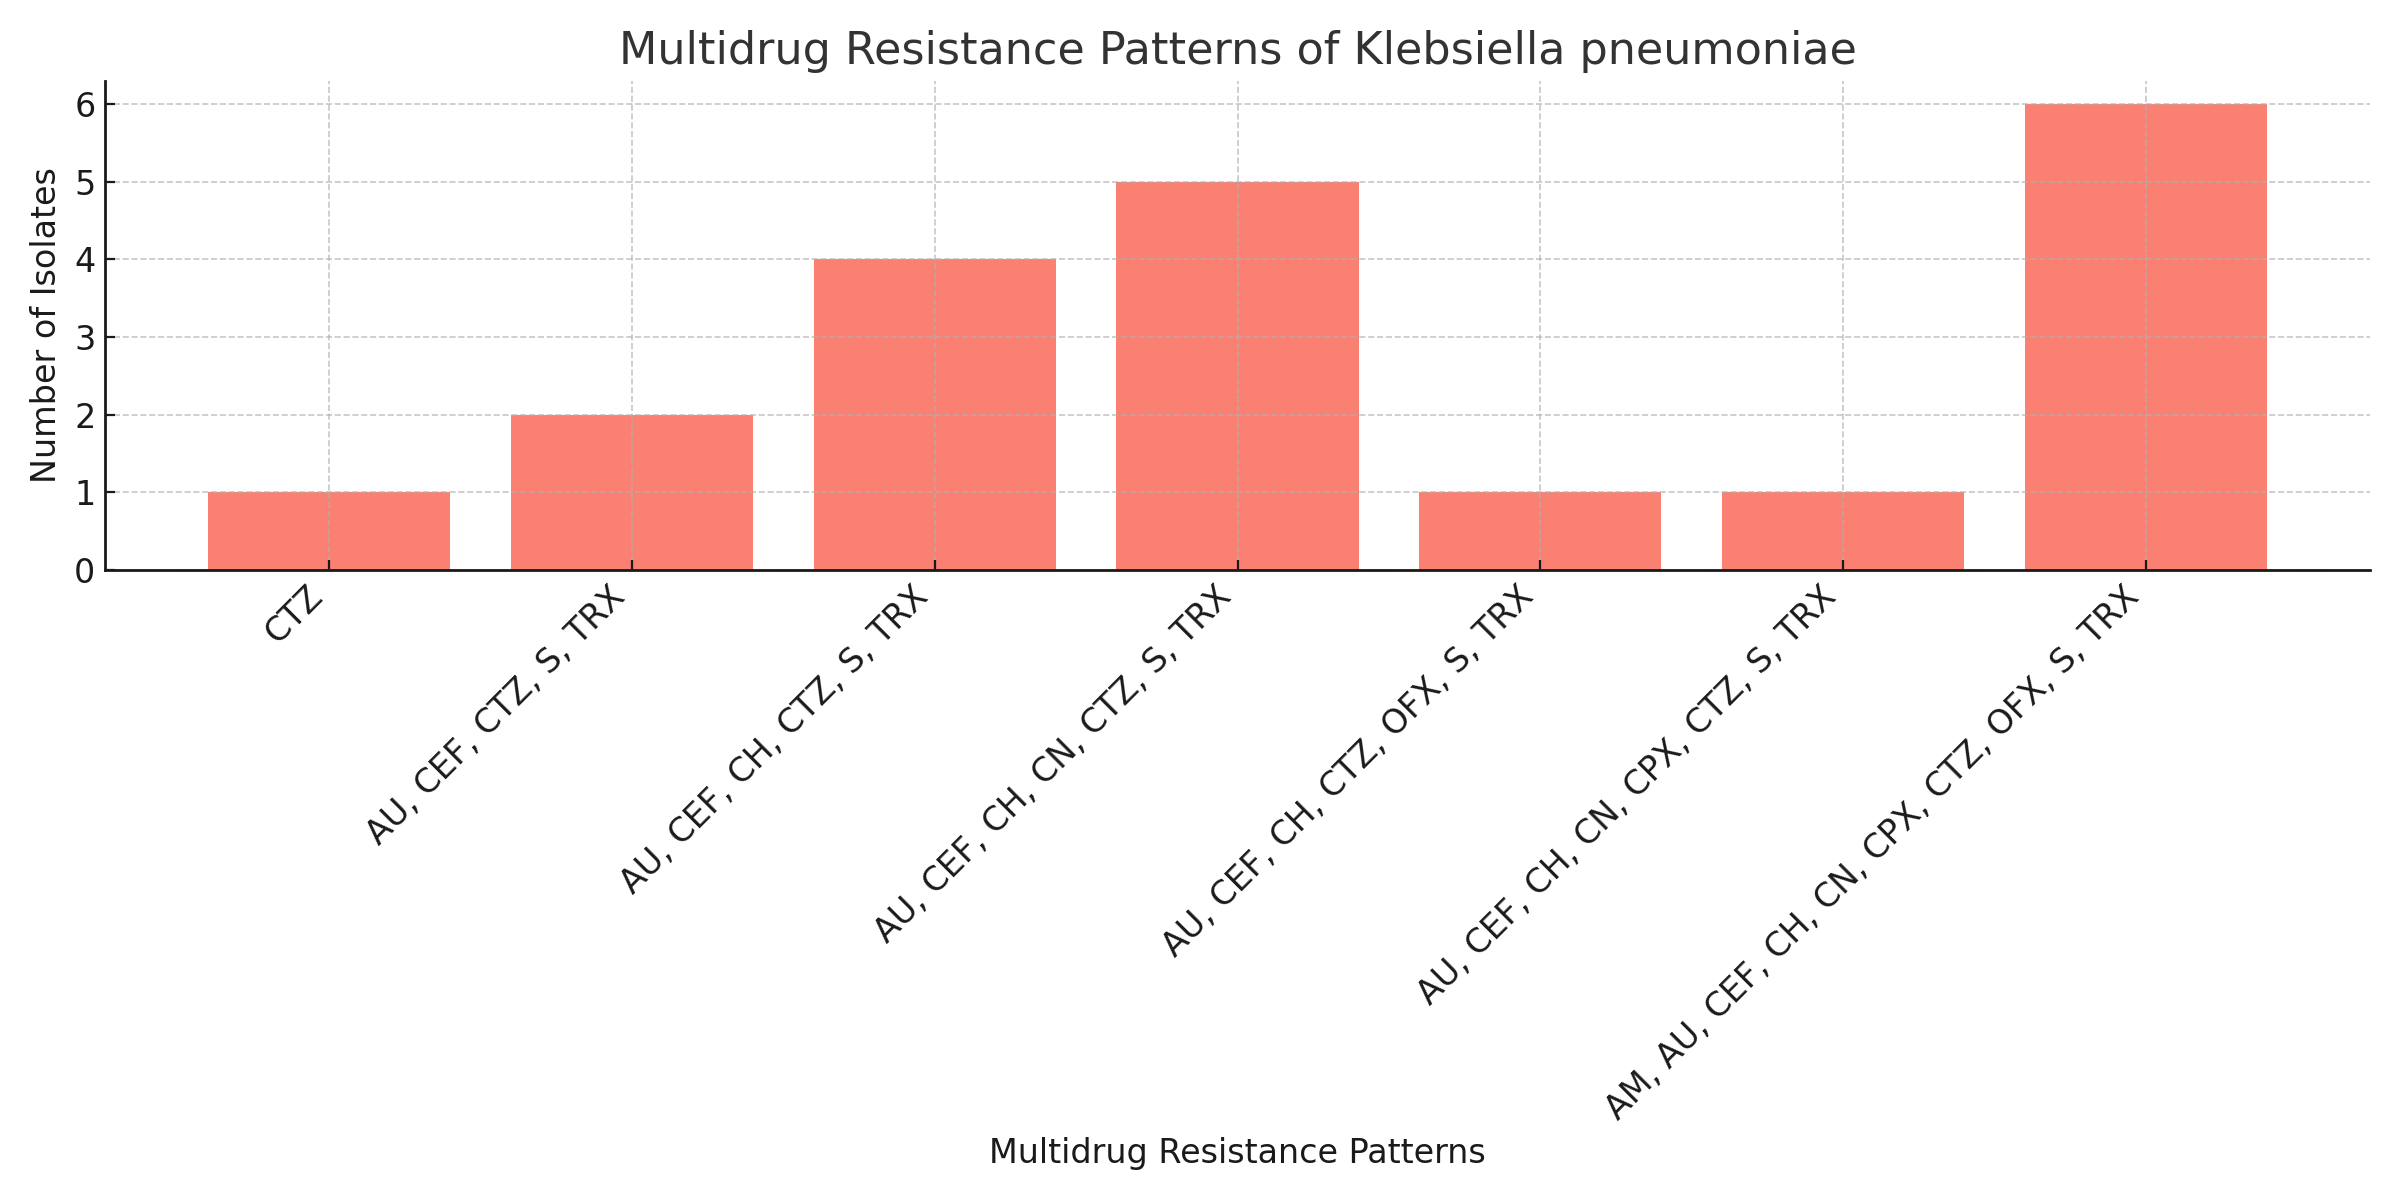 Multidrug Resistance Patterns of Klebsiella pneumoniae
Number of Isolates
6
5
4
3
2
1
0
CTZ
AU, CEF, CTZ, S, TRX
AU, CEF, CH, CTZ, S, TRX
AU, CEF, CH, CN, CTZ, S, TRX
AU, CEF, CH, CTZ, OFX, S, TRX
AU, CEF, CH, CN, CPX, CTZ, S, TRX
AM, AU, CEF, CH, CN, CPX, CTZ, OFX, S, TRX
Multidrug Resistance Patterns